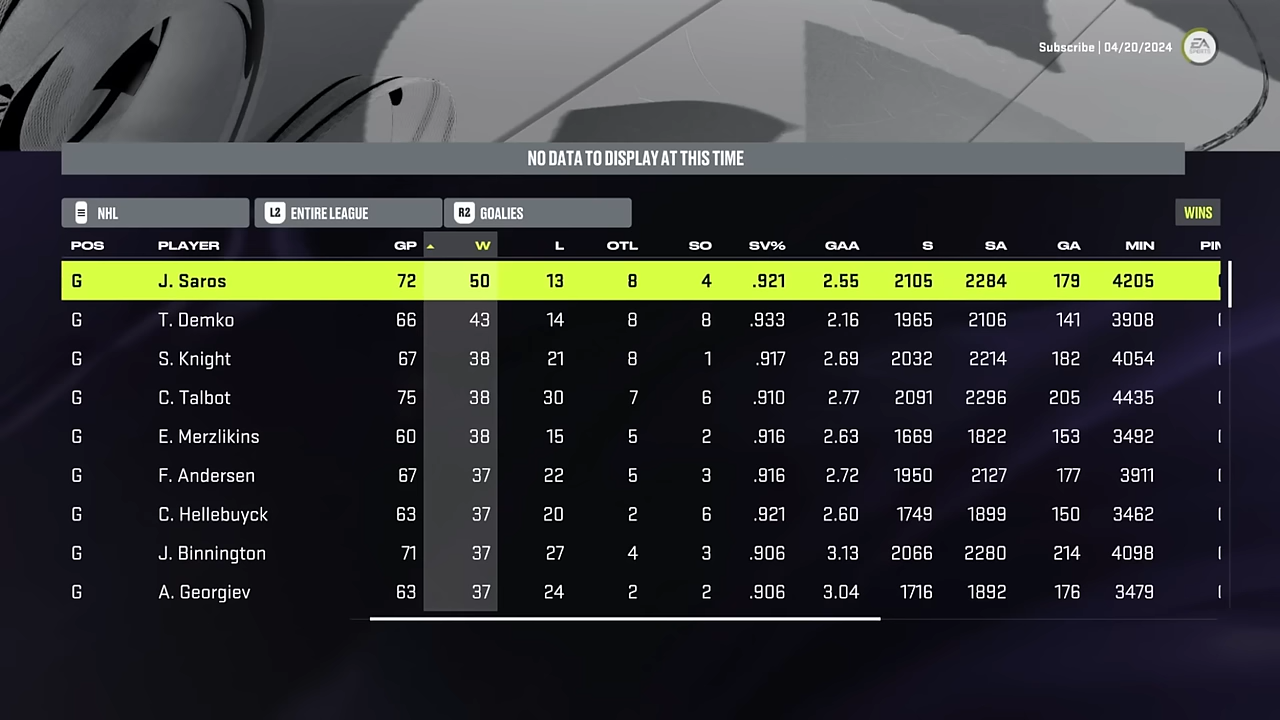 Subscribe | 04/20/2024 EA SPORTS
NO DATA TO DISPLAY AT THIS TIME
NHL L2 ENTIRE LEAGUE R2 GOALIES WINS
POS PLAYER GP W L OTL SO SV% GAA S SA GA MIN
G J. Saros 72 50 13 8 4 .921 2.55 2105 2284 179 4205
G T. Demko 66 43 14 8 8 .933 2.16 1965 2106 141 3908
G S. Knight 67 38 21 8 1 .917 2.69 2032 2214 182 4054
G C. Talbot 75 38 30 7 6 .910 2.77 2091 2296 205 4435
G E. Merzlikins 60 38 15 5 2 .916 2.63 1669 1822 153 3492
G F. Andersen 67 37 22 5 3 .916 2.72 1950 2127 177 3911
G C. Hellebuyck 63 37 20 2 6 .921 2.60 1749 1899 150 3462
G J. Binnington 71 37 27 4 3 .906 3.13 2066 2280 214 4098
G A. Georgiev 63 37 24 2 2 .906 3.04 1716 1892 176 3479